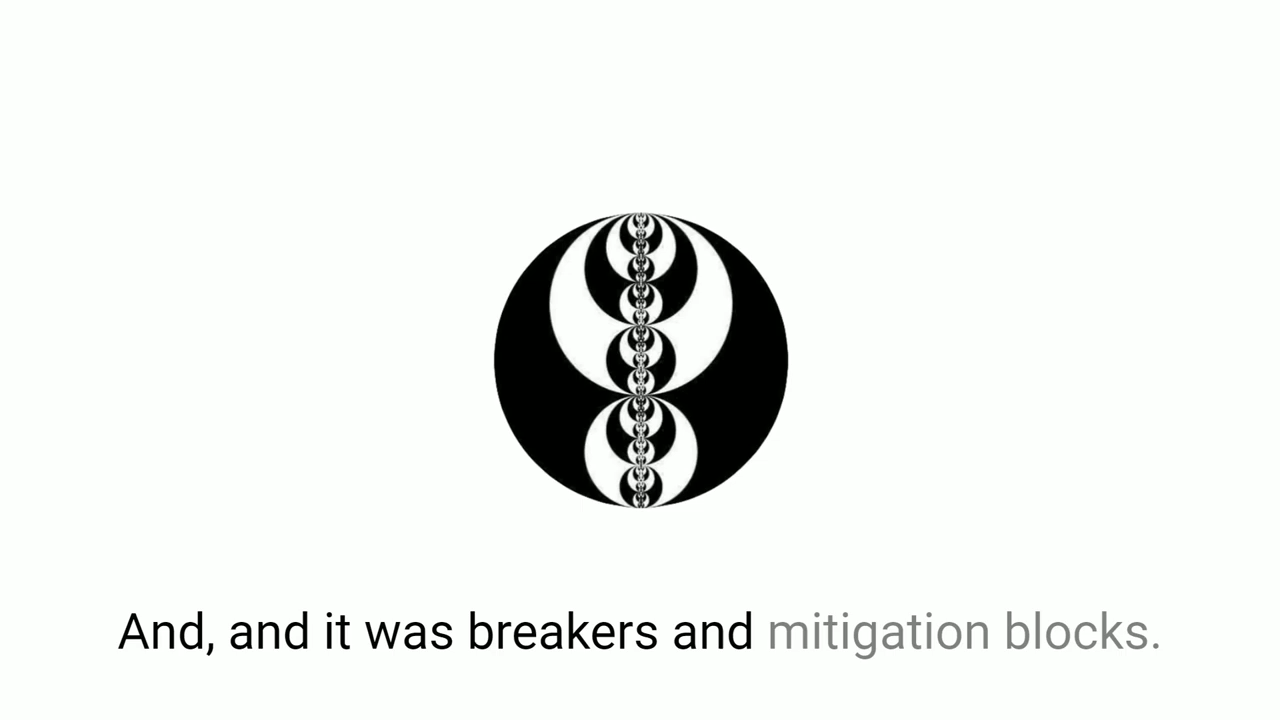 And, and it was breakers and mitigation blocks.